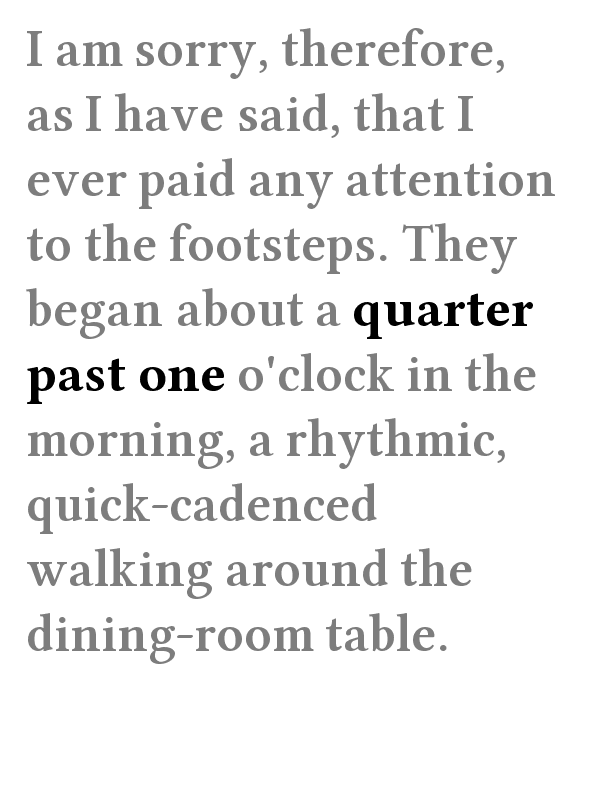 I am sorry, therefore,
as I have said, that I
ever paid any attention
to the footsteps. They
began about a quarter
past one o'clock in the
morning, a rhythmic,
quick-cadenced
walking around the
dining-room table.